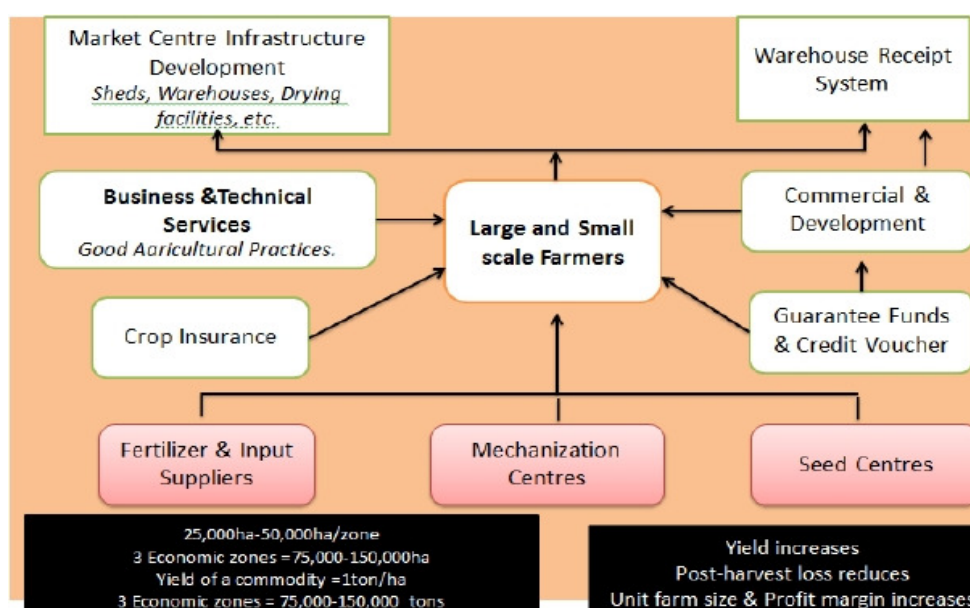 Market Centre Infrastructure
Development
Sheds, Warehouses, Drying
facilities, etc.
Warehouse Receipt
System
Business &Technical
Services
Good Aaricultural Practices.
Large and Small
scale Farmers
Commercial &
Development
Crop Insurance
Guarantee Funds
& Credit Voucher
Fertilizer & Input
Suppliers
Mechanization
Centres
Seed Centres
25,000ha-50,000ha/zone
3 Economic zones =75,000-150,000ha
Yield of a commodity =1ton/ha
3 Economic zones = 75,000-150,000 tons
Yield increases
Post-harvest loss reduces
Unit farm size & Profit margin increases